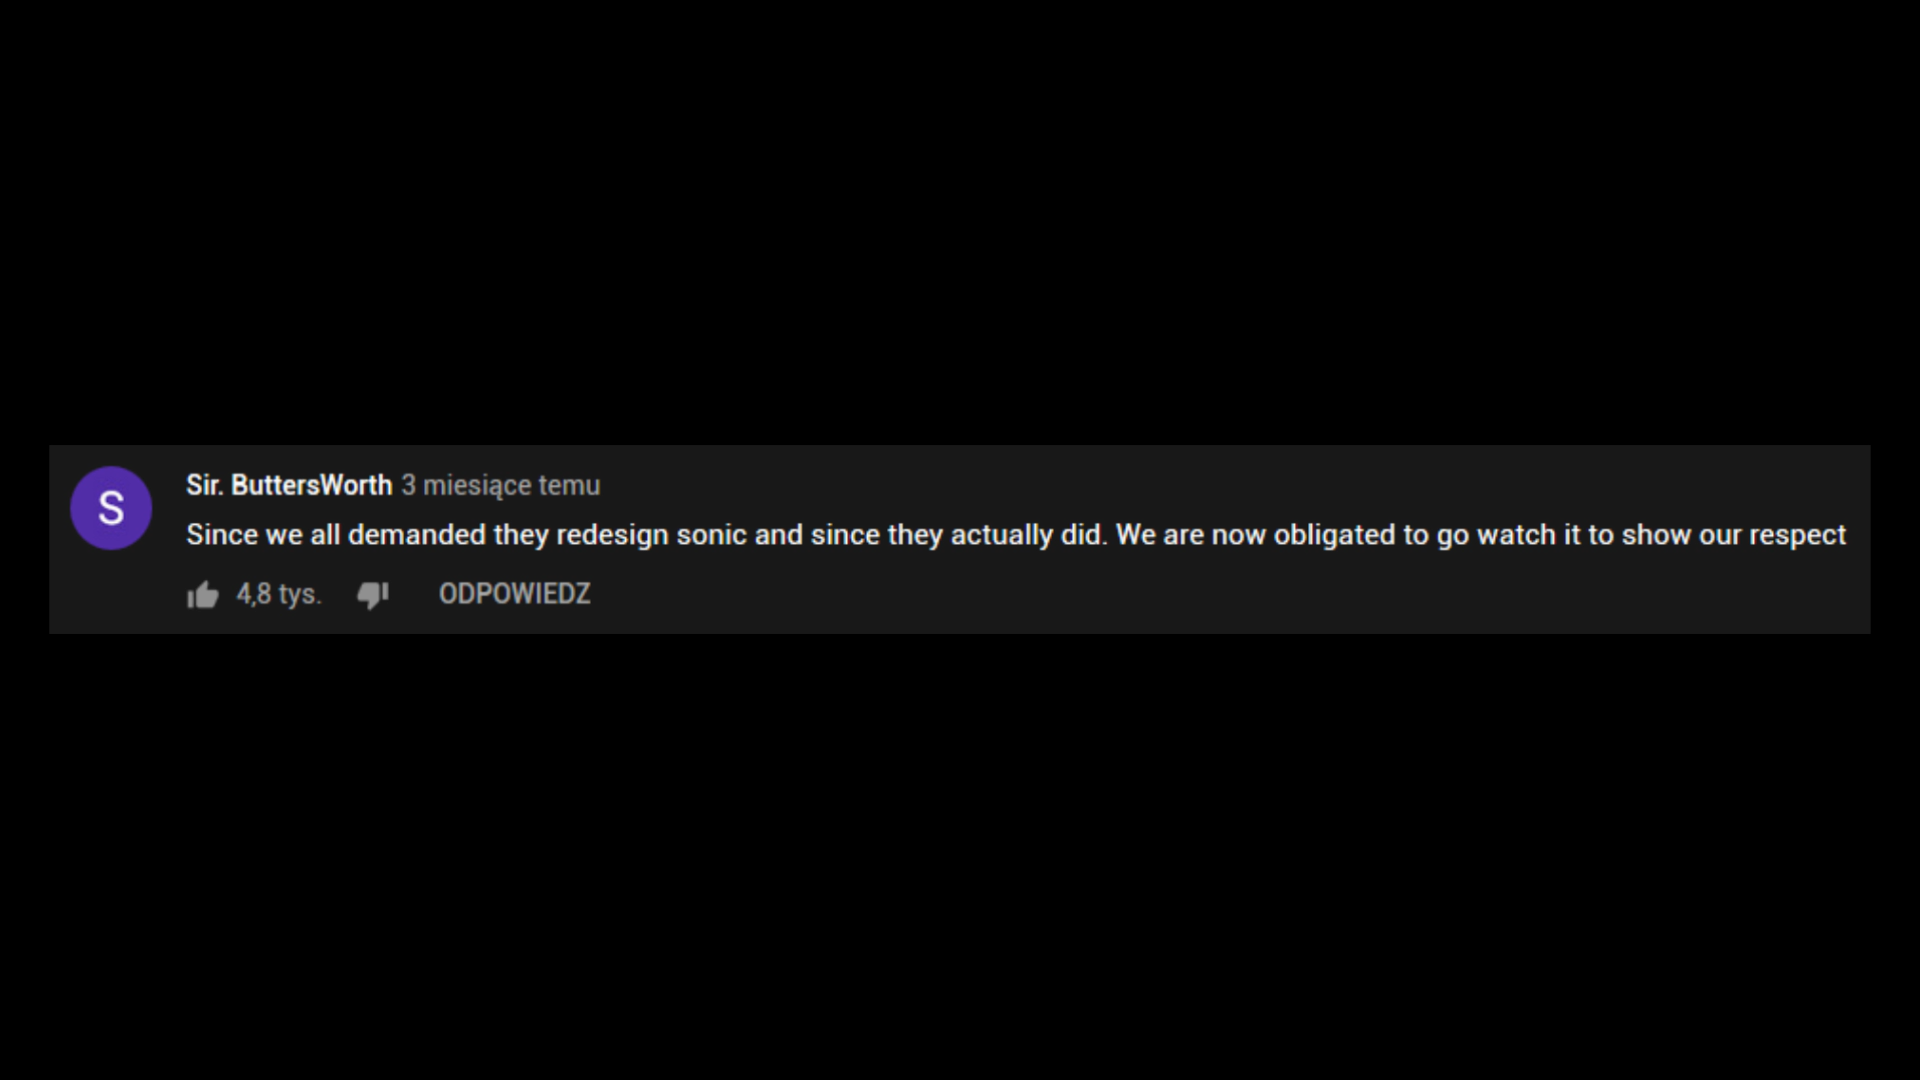 S
Sir. ButtersWorth 3 miesiące temu
Since we all demanded they redesign sonic and since they actually did. We are now obligated to go watch it to show our respect
4,8 tys. ODPOWIEDZ